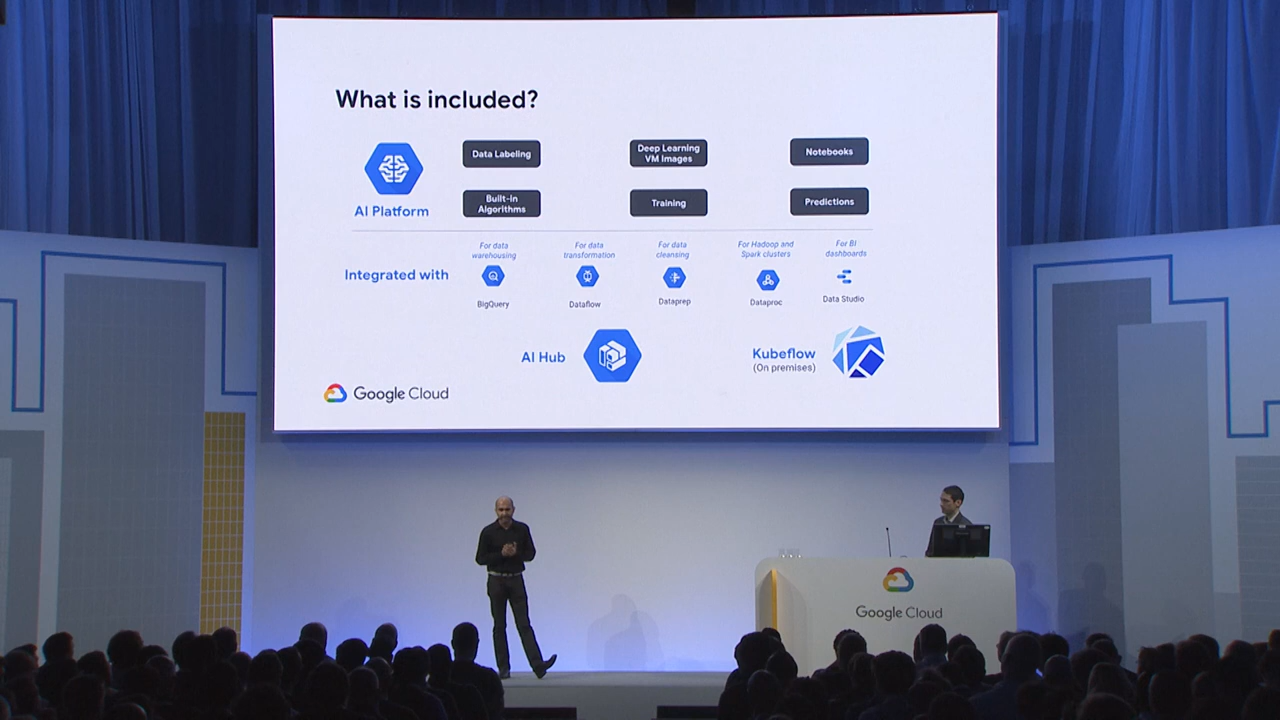 What is included?
Data Labeling
Deep Learning
VM Images
Notebooks
Built-in
Algorithms
Training
Predictions
AI Platform
For data
warehousing
For data
transformation
For data
cleansing
For Hadoop and
Spark clusters
For BI
dashboards
Integrated with
BigQuery
Dataflow
Dataprep
Dataproc
Data Studio
AI Hub
Kubeflow
(On premises)
Google Cloud
Google Cloud